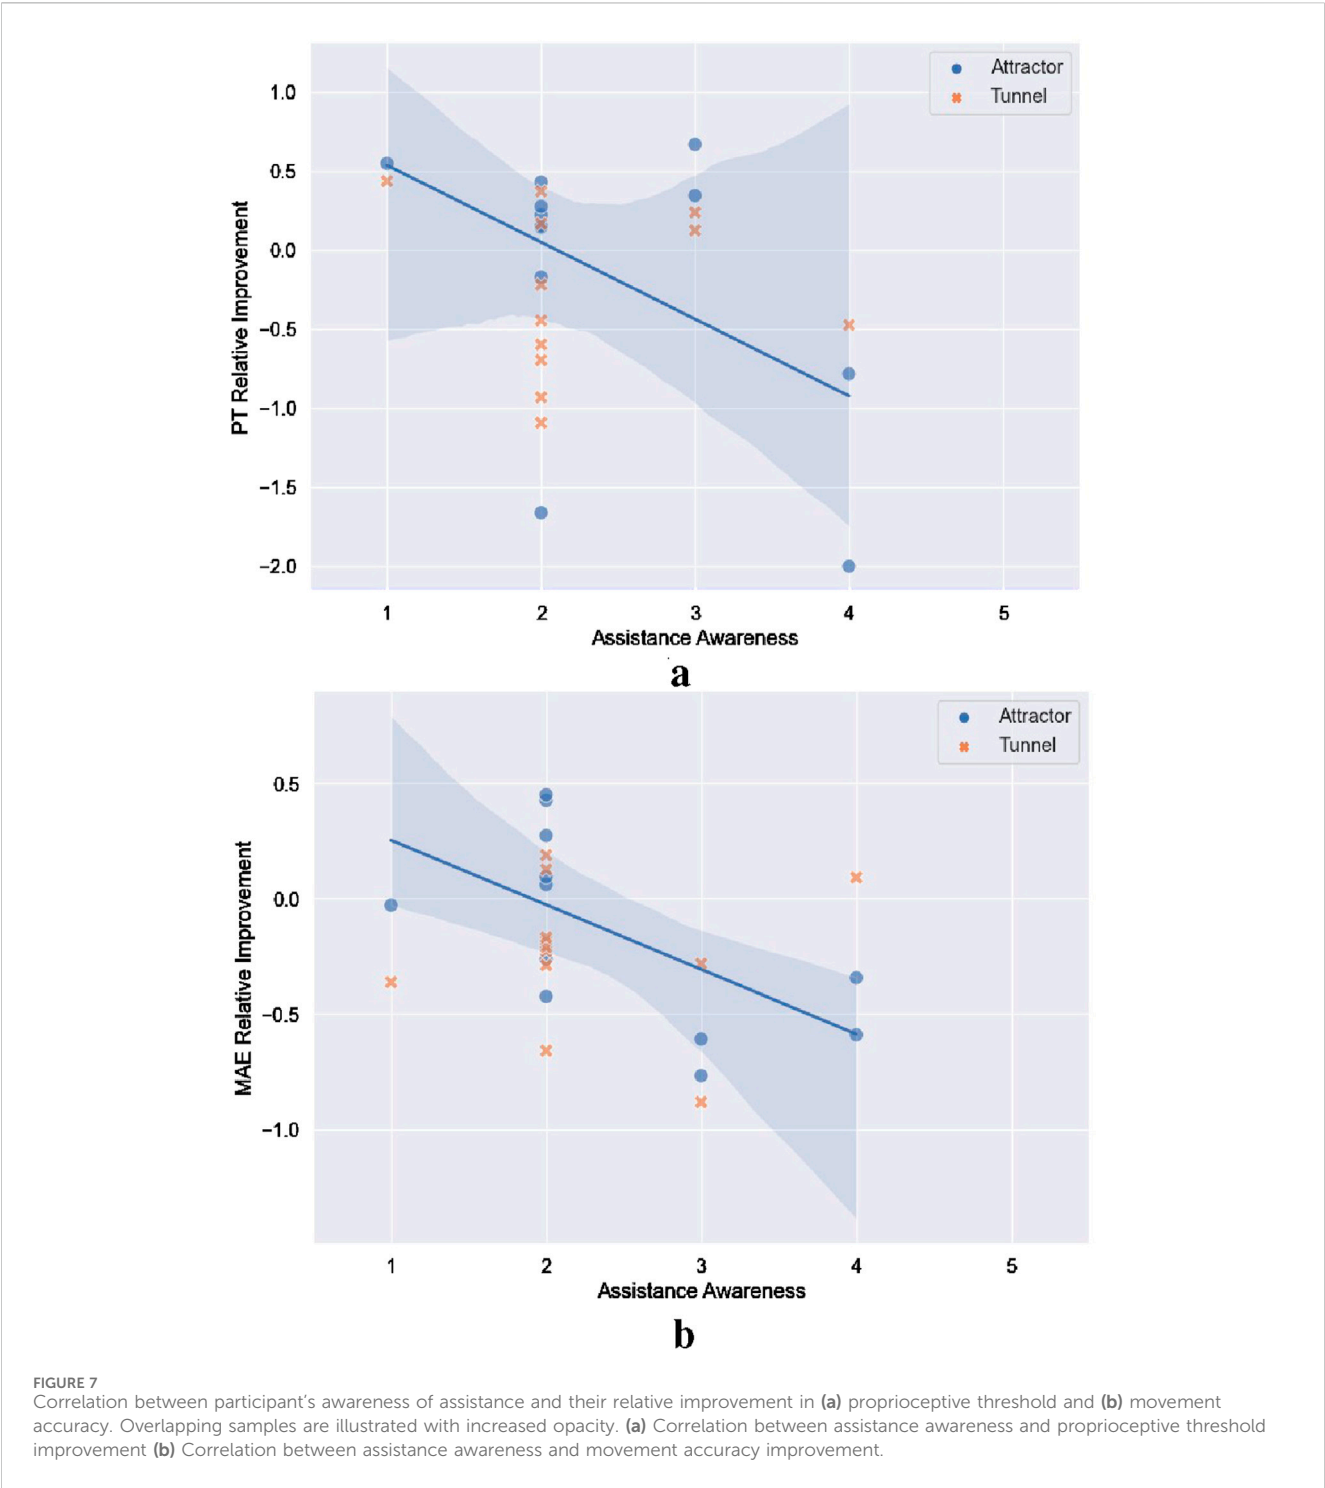 Attractor
Tunnel
1.0
0.5
0.0
−0.5
−1.0
−1.5
−2.0
PT Relative Improvement
1 2 3 4 5
Assistance Awareness
a
Attractor
Tunnel
0.5
0.0
−0.5
−1.0
MAE Relative Improvement
1 2 3 4 5
Assistance Awareness
b
FIGURE 7
Correlation between participant's awareness of assistance and their relative improvement in (a) proprioceptive threshold and (b) movement
accuracy. Overlapping samples are illustrated with increased opacity. (a) Correlation between assistance awareness and proprioceptive threshold
improvement (b) Correlation between assistance awareness and movement accuracy improvement.